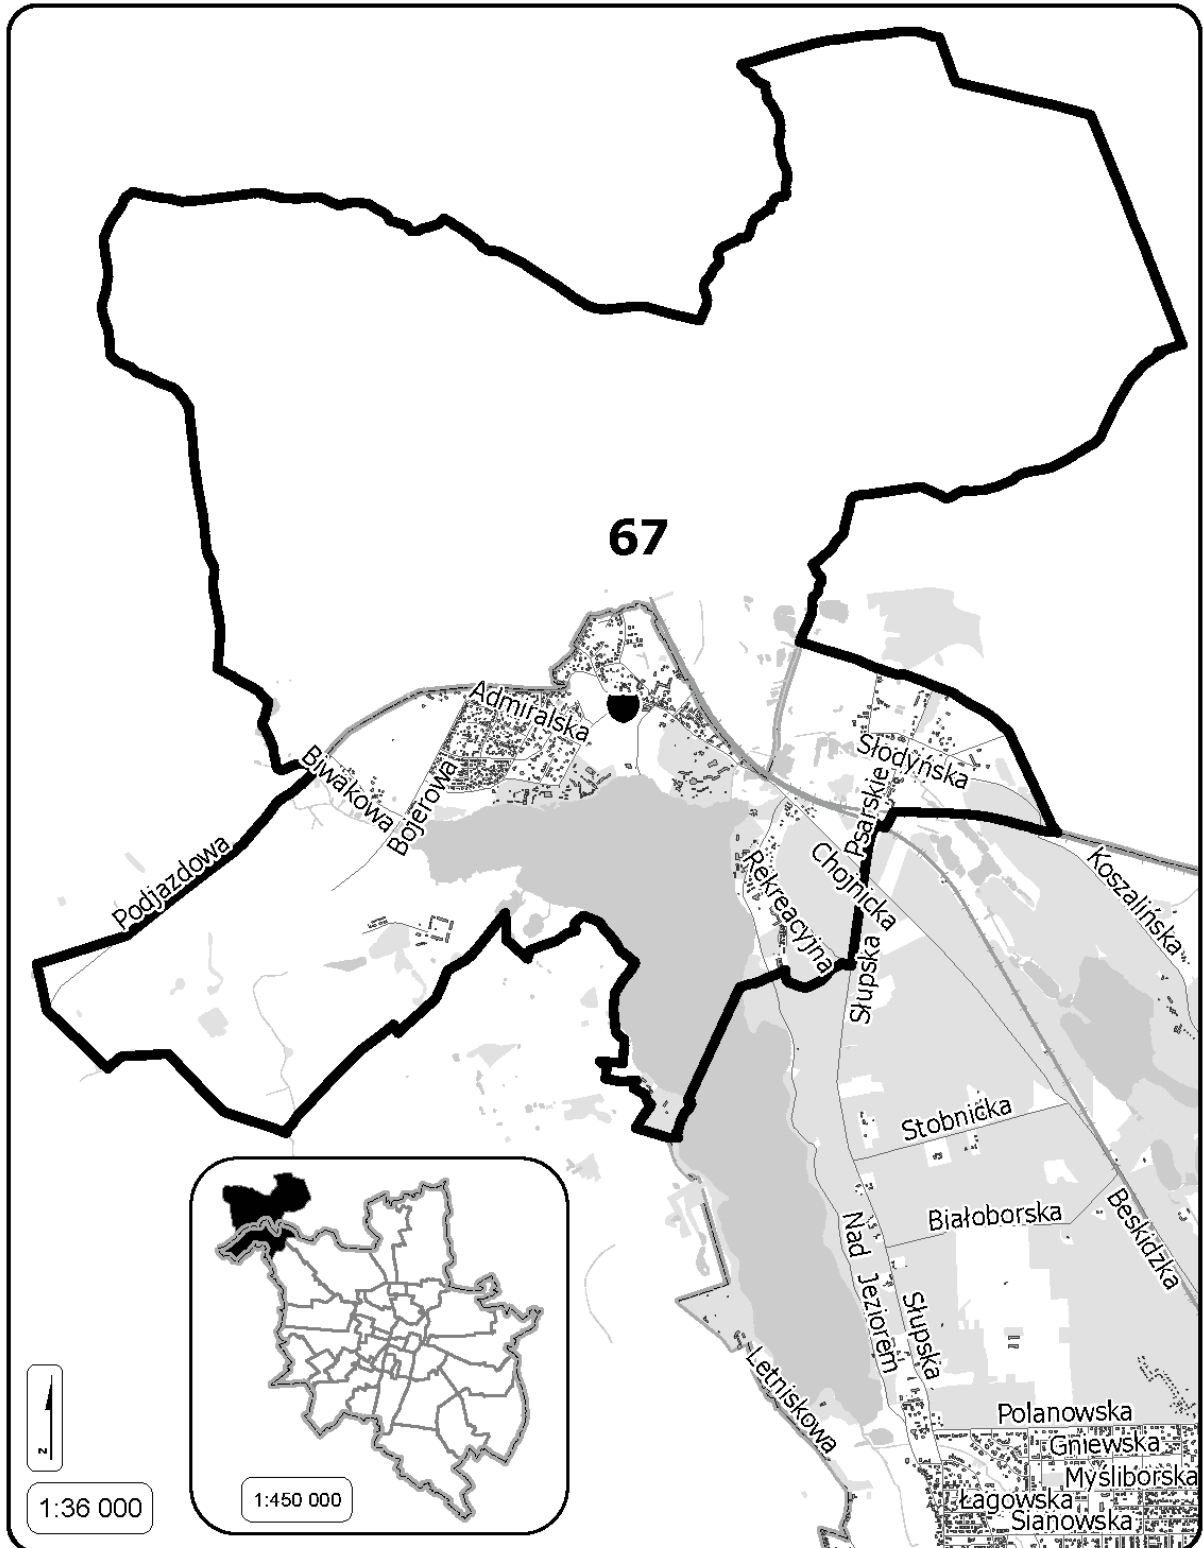 67
Admiralska
Słodyńska
Biwakowa
Bojerowa
Psarskie
Podjazdowa
Rekreacyjna
Chojnicka
Koszalińska
Słupska
Stobnicka
Białoborska
Beskidzka
Nad Jeziorem
Słupska
Letniskowa
Polanowska
Gniewska
Myśliborska
Łagowska
Sianowska
N
1:36 000
1:450 000